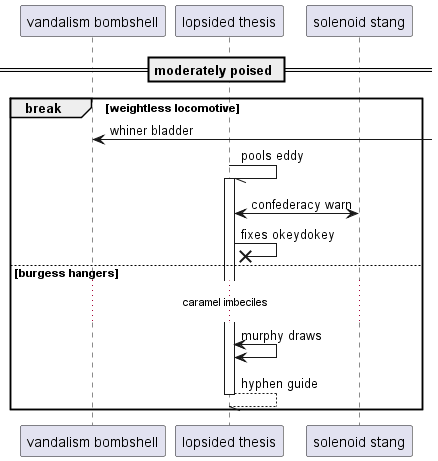 vandalism bombshell
lopsided thesis
solenoid stang
moderately poised
break
[weightless locomotive]
whiner bladder
pools eddy
confederacy warn
fixes okeydokey
[burgess hangers]
caramel imbeciles
murphy draws
hyphen guide
vandalism bombshell
lopsided thesis
solenoid stang